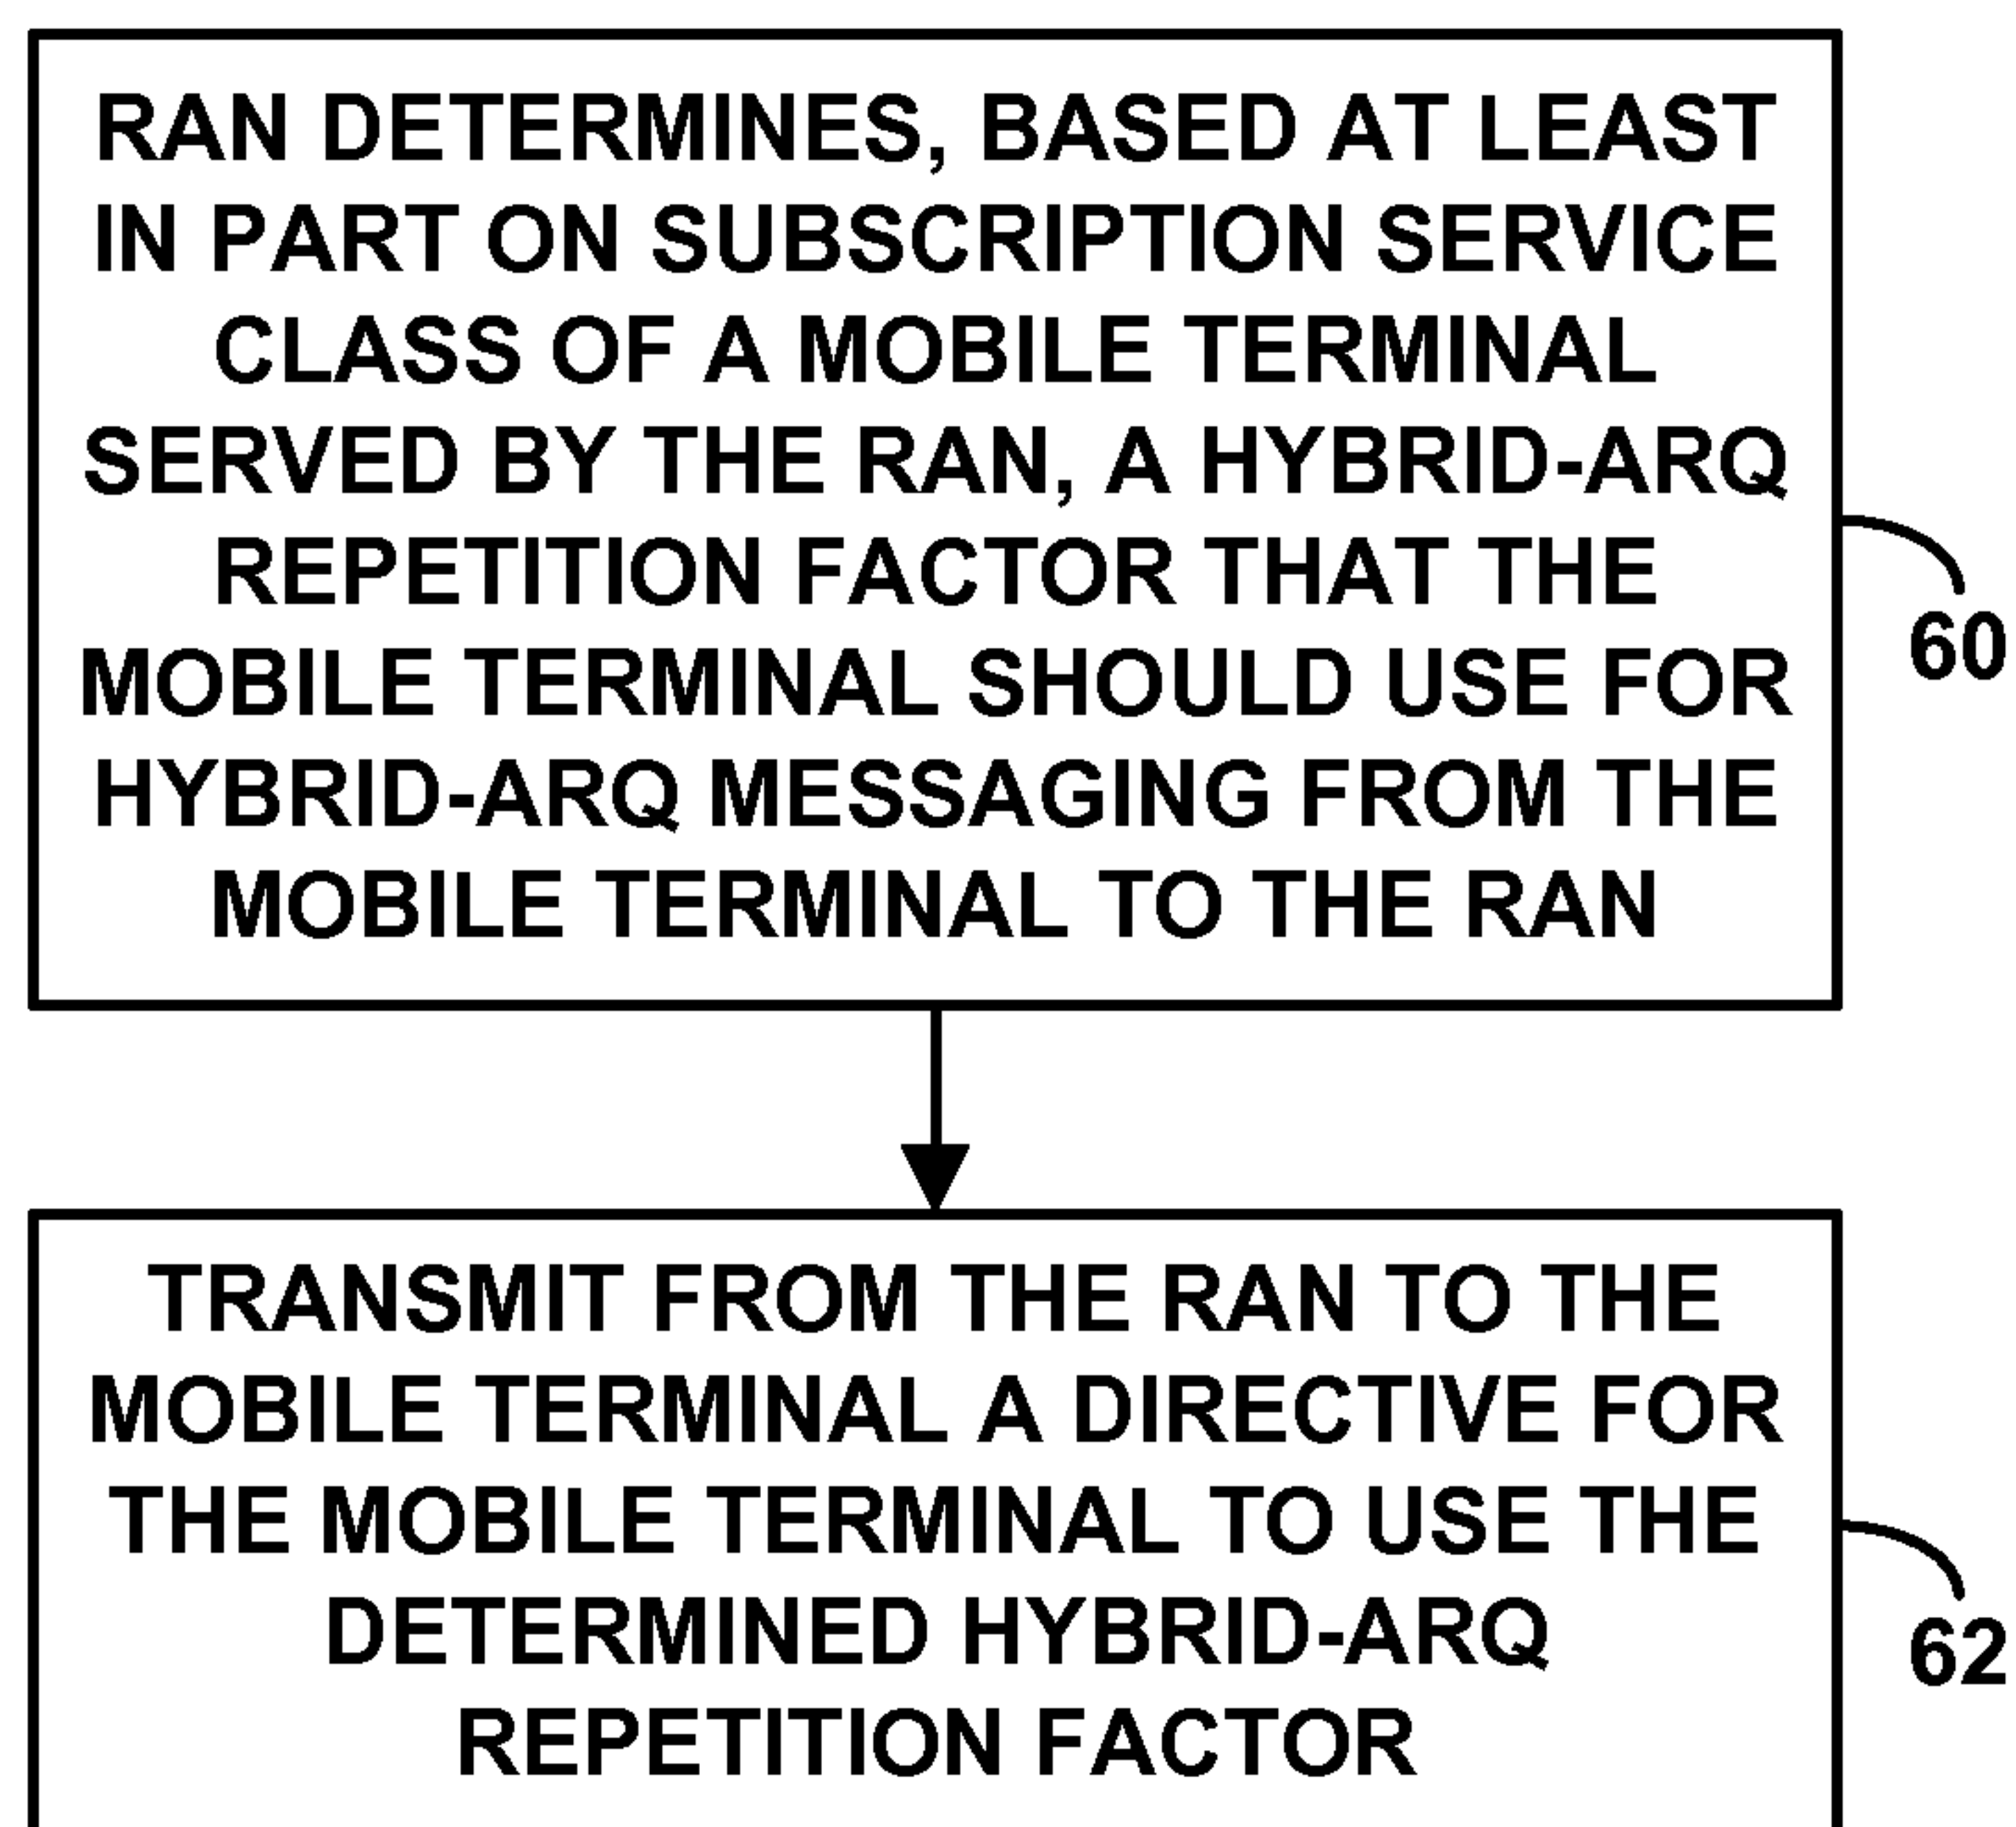 RAN DETERMINES, BASED AT LEAST
IN PART ON SUBSCRIPTION SERVICE
CLASS OF A MOBILE TERMINAL
SERVED BY THE RAN, A HYBRID-ARQ
REPETITION FACTOR THAT THE
MOBILE TERMINAL SHOULD USE FOR
HYBRID-ARQ MESSAGING FROM THE
MOBILE TERMINAL TO THE RAN
60
TRANSMIT FROM THE RAN TO THE
MOBILE TERMINAL A DIRECTIVE FOR
THE MOBILE TERMINAL TO USE THE
DETERMINED HYBRID-ARQ
REPETITION FACTOR
62